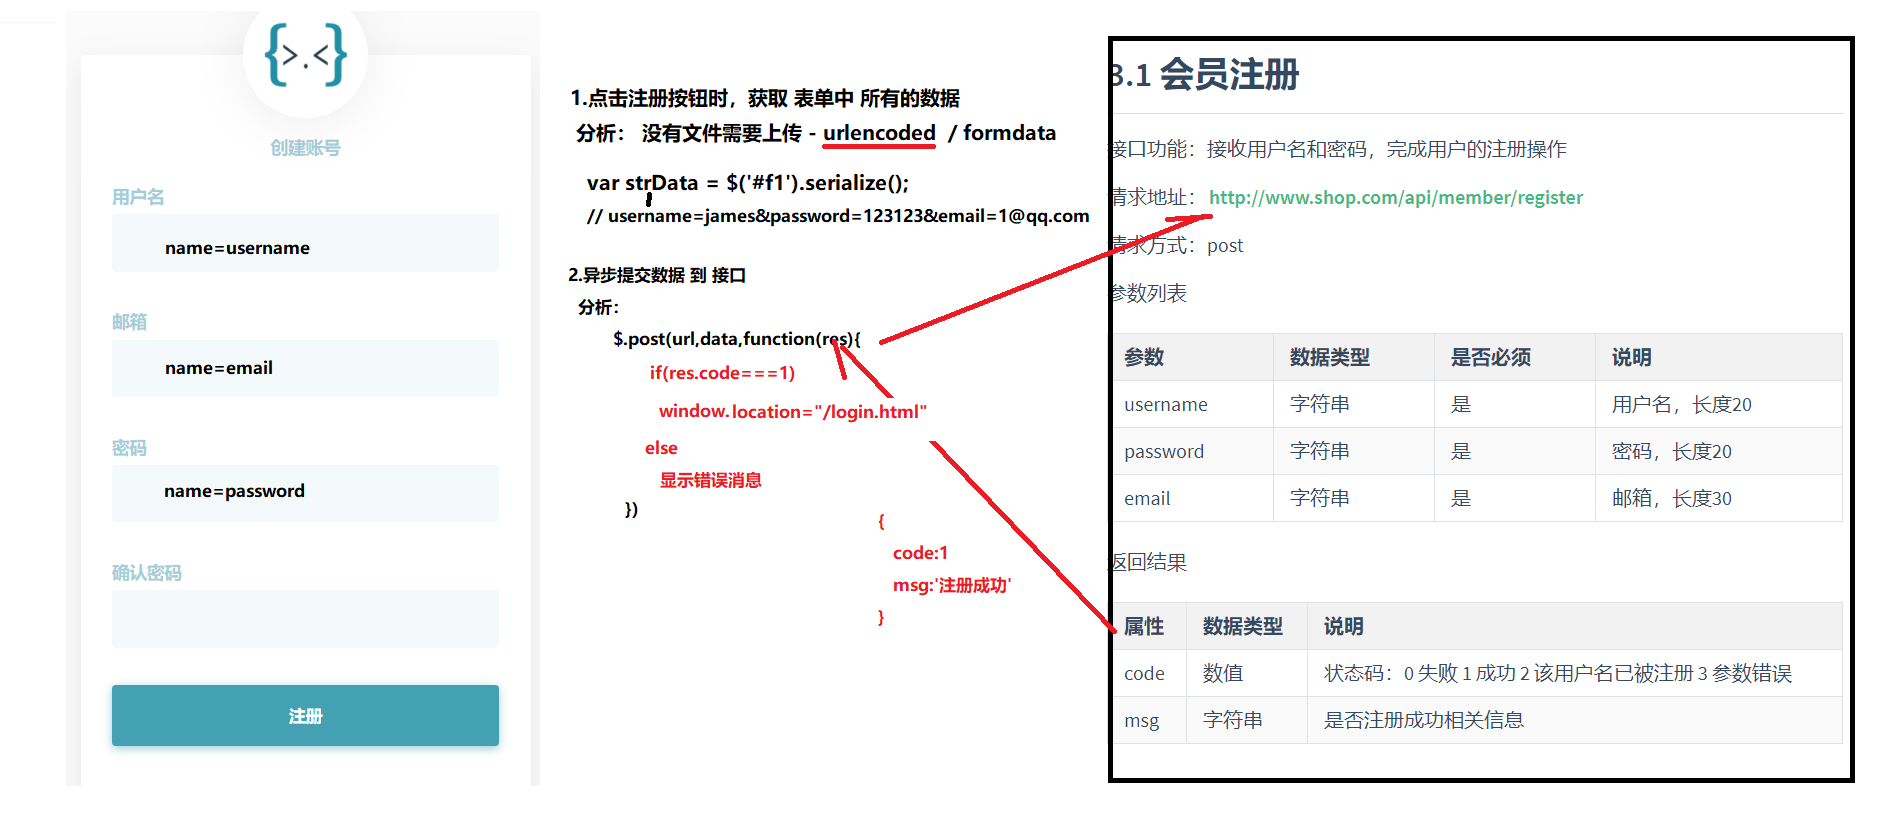 {>.<}
创建账号
用户名
name=username
邮箱
name=email
密码
name=password
确认密码
注册
1.点击注册按钮时，获取 表单中 所有的数据
分析： 没有文件需要上传 - urlencoded / formdata
var strData = $('#f1').serialize();
// username=james&password=123123&email=1@qq.com
2.异步提交数据 到 接口
分析：
$.post(url,data,function(res){
if(res.code===1)
window.location="/login.html"
else
显示错误消息
})
{
code:1
msg:'注册成功'
}
3.1 会员注册
接口功能：接收用户名和密码，完成用户的注册操作
请求地址：http://www.shop.com/api/member/register
请求方式：post
参数列表
参数 数据类型 是否必须 说明
username 字符串 是 用户名，长度20
password 字符串 是 密码，长度20
email 字符串 是 邮箱，长度30
返回结果
属性 数据类型 说明
code 数值 状态码：0 失败 1 成功 2 该用户名已被注册 3 参数错误
msg 字符串 是否注册成功相关信息